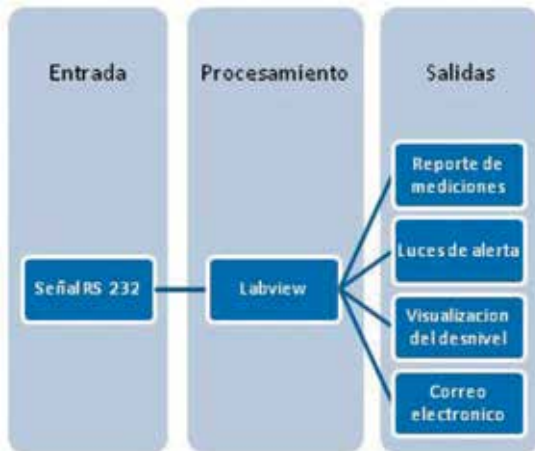 Entrada
Procesamiento
Salidas
Señal RS 232
Labview
Reporte de
mediciones
Luces de alerta
Visualizacion
del desnivel
Correo
electronico